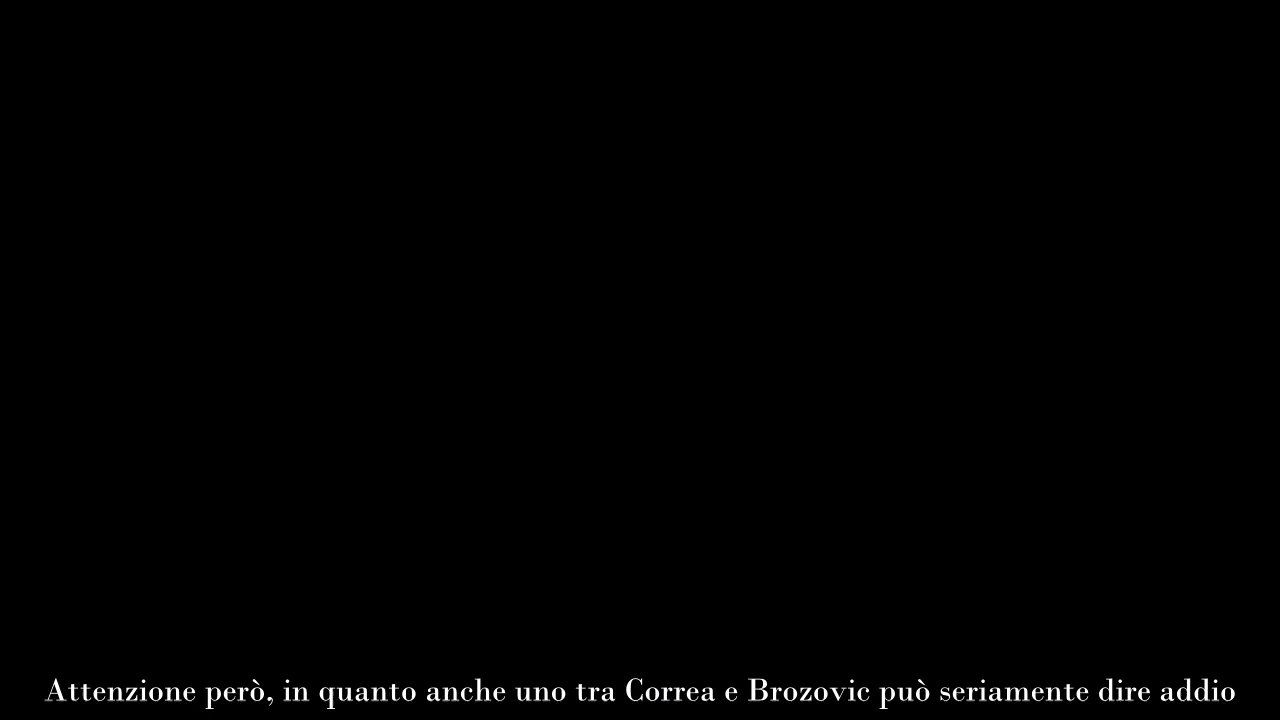 Attenzione però, in quanto anche uno tra Correa e Brozovic può seriamente dire addio